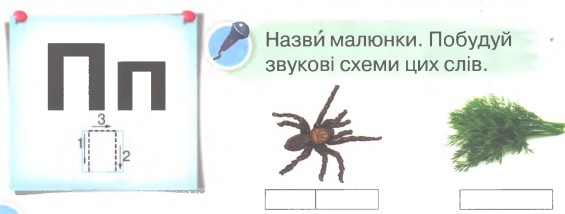 Пп
3
1
2
Назви́ малюнки. Побудуй
звукові схеми цих слів.